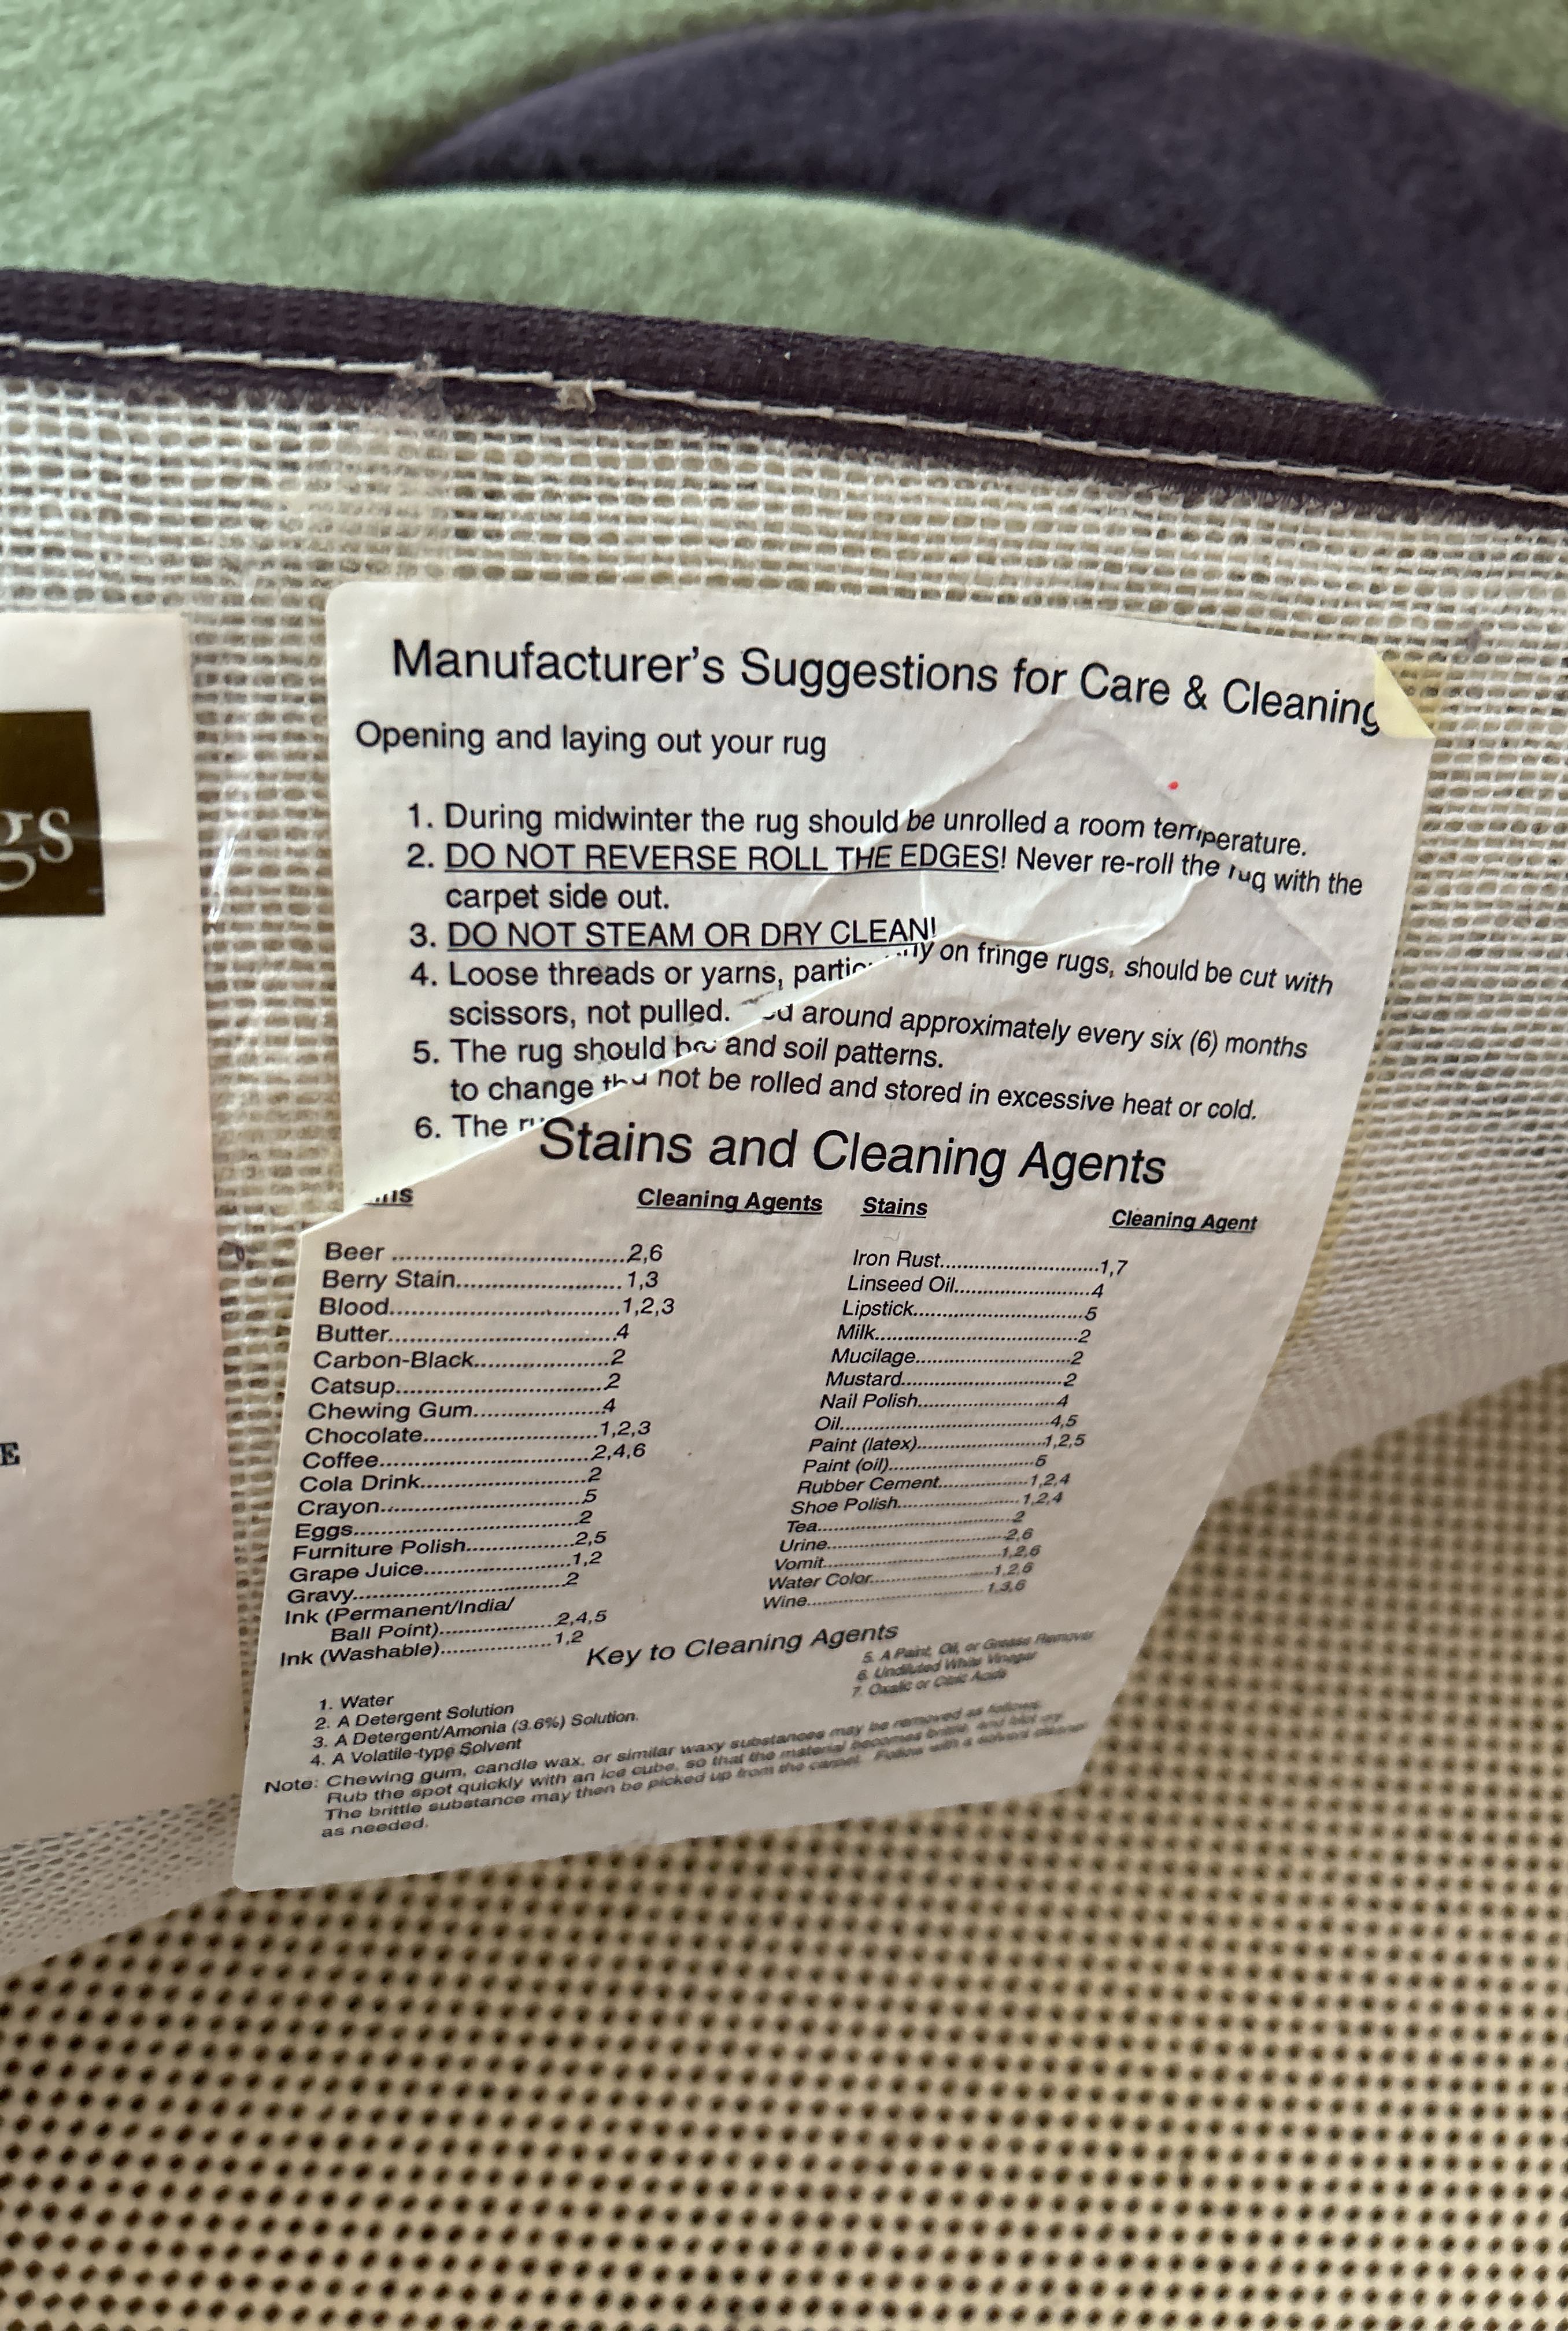 gs
E
Manufacturer's Suggestions for Care & Cleaning
Opening and laying out your rug
1. During midwinter the rug should be unrolled a room temperature.
2. DO NOT REVERSE ROLL THE EDGES! Never re-roll the rug with the
carpet side out.
3. DO NOT STEAM OR DRY CLEAN!
4. Loose threads or yarns, on fringe rugs, should be cut with
scissors, not pulled.
5. The rug should around approximately every six (6) months
to change and soil patterns.
6. The not be rolled and stored in excessive heat or cold.
Stains and Cleaning Agents
Cleaning Agents Stains Cleaning Agent
Beer ..............................2,6
Berry Stain........................1,3
Blood..................................1,2,3
Butter.................................4
Carbon-Black....................2
Catsup..............................2
Chewing Gum...................4
Chocolate.........................1,2,3
Coffee...............................2,4,6
Cola Drink........................2
Crayon..............................5
Eggs.................................2
Furniture Polish................2,5
Grape Juice.....................1,2
Gravy................................2
Ink (Permanent/India/
Ball Point).................2,4,5
Ink (Washable)................1,2
Iron Rust............................1,7
Linseed Oil........................4
Lipstick..............................5
Milk...................................2
Mucilage...........................2
Mustard............................2
Nail Polish........................4
Oil....................................4,5
Paint (latex)......................1,2,5
Paint (oil)..........................5
Rubber Cement................1,2,4
Shoe Polish......................1,2,4
Tea...................................2
Urine................................2,6
Vomit...............................1,2,6
Water Color.....................1,2,6
Wine................................1,3,6
Key to Cleaning Agents
1. Water
2. A Detergent Solution
3. A Detergent/Amonia (3.6%) Solution.
4. A Volatile-type Solvent
5. A Paint, Oil, or Grease Remover
6. Undiluted White Vinegar
7. Oxalic or Citric Acids
Note: Chewing gum, candle wax, or similar waxy substances may be removed as follows:
Rub the spot quickly with an ice cube, so that the material becomes brittle, and blot dry.
The brittle substance may then be picked up from the carpet. Follow with a solvent cleaner
as needed.